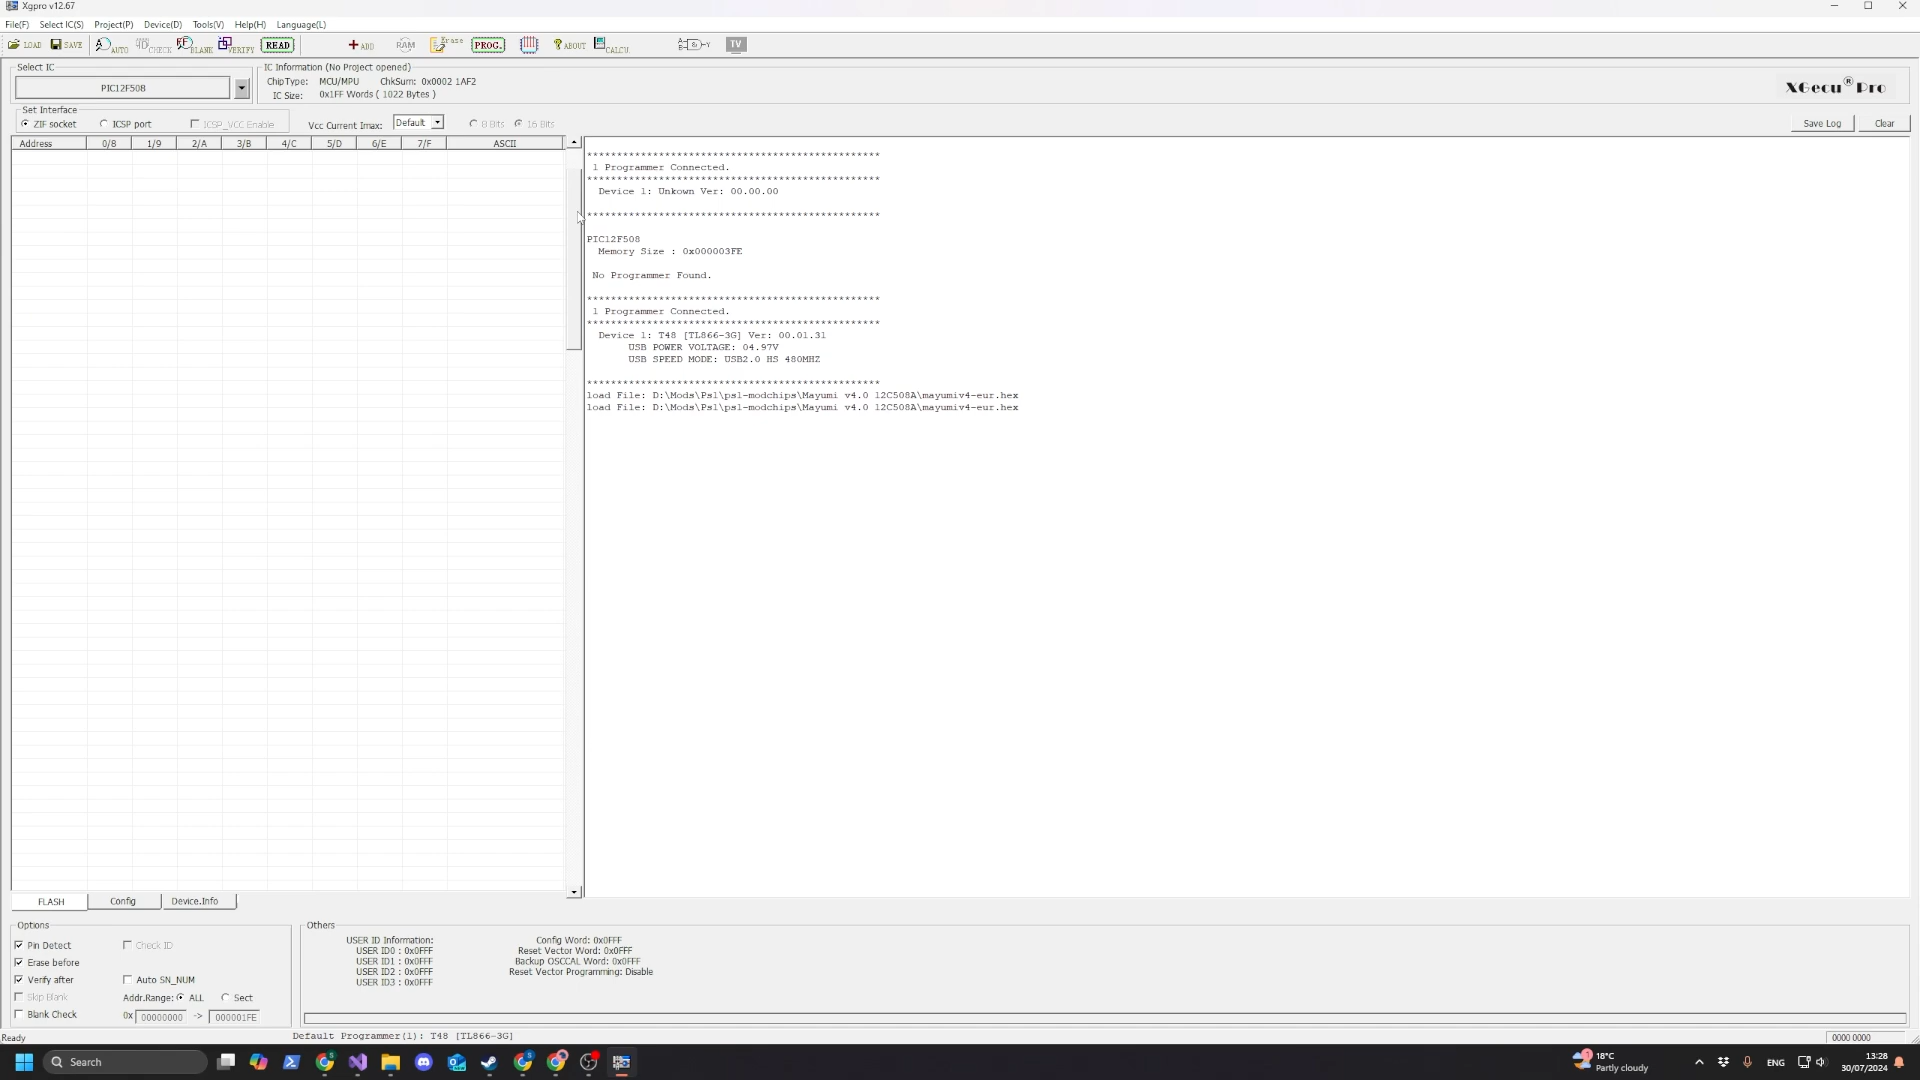 Xgpro v12.67
File(F) Select IC(S) Project(P) Device(D) Tools(V) Help(H) Language(L)
LOAD SAVE AUTO CHECK BLANK VERIFY READ ADD RAM Erase PROG. ABOUT CALCU. TV
Select IC
PIC12F508
IC Information (No Project opened)
ChipType: MCU/MPU ChkSum: 0x0002 1AF2
IC Size: 0x1FF Words ( 1022 Bytes )
XGecu® Pro
Set Interface
ZIF socket ICSP port ICSP_VCC Enable Vcc Current Imax: Default 8 Bits 16 Bits
Save Log Clear
Address 0/8 1/9 2/A 3/B 4/C 5/D 6/E 7/F ASCII
*************************************************
1 Programmer Connected.
*************************************************
Device 1: Unkown Ver: 00.00.00
*************************************************
PIC12F508
Memory Size : 0x000003FE
No Programmer Found.
*************************************************
1 Programmer Connected.
*************************************************
Device 1: T48 [TL866-3G] Ver: 00.01.31
USB POWER VOLTAGE: 04.97V
USB SPEED MODE: USB2.0 HS 480MHZ
*************************************************
load File: D:\Mods\Ps1\ps1-modchips\Mayumi v4.0 12C508A\mayumiv4-eur.hex
load File: D:\Mods\Ps1\ps1-modchips\Mayumi v4.0 12C508A\mayumiv4-eur.hex
FLASH Config Device.Info
Options
Pin Detect Check ID
Erase before
Verify after Auto SN_NUM
Skip Blank Addr.Range: ALL Sect
Blank Check 0x 00000000 -> 000001FE
Others
USER ID Information:
USER ID0 : 0x0FFF
USER ID1 : 0x0FFF
USER ID2 : 0x0FFF
USER ID3 : 0x0FFF
Config Word: 0x0FFF
Reset Vector Word: 0x0FFF
Backup OSCCAL Word: 0x0FFF
Reset Vector Programming: Disable
Ready Default Programmer(1): T48 [TL866-3G] 0000 0000
Search
18°C
Partly cloudy
ENG
13:28
30/07/2024